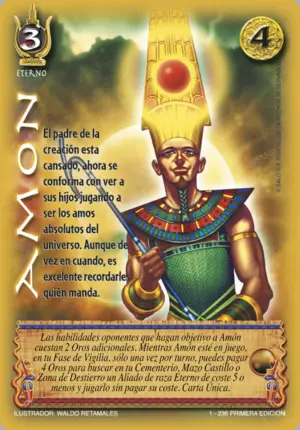 3
4
ETERNO
AMON
El padre de la
creación esta
cansado, ahora se
conforma con ver a
sus hijos jugando a
ser los amos
absolutos del
universo. Aunque de
vez en cuando, es
excelente recordarles
quién manda.
Las habilidades oponentes que hagan objetivo a Amón
cuestan 2 Oros adicionales. Mientras Amón esté en juego,
en tu Fase de Vigilia, sólo una vez por turno, puedes pagar
4 Oros para buscar en tu Cementerio, Mazo Castillo o
Zona de Destierro un Aliado de raza Eterno de coste 5 o
menos y jugarlo sin pagar su coste. Carta Única.
ILUSTRADOR: WALDO RETAMALES
1 - 236 PRIMERA EDICION